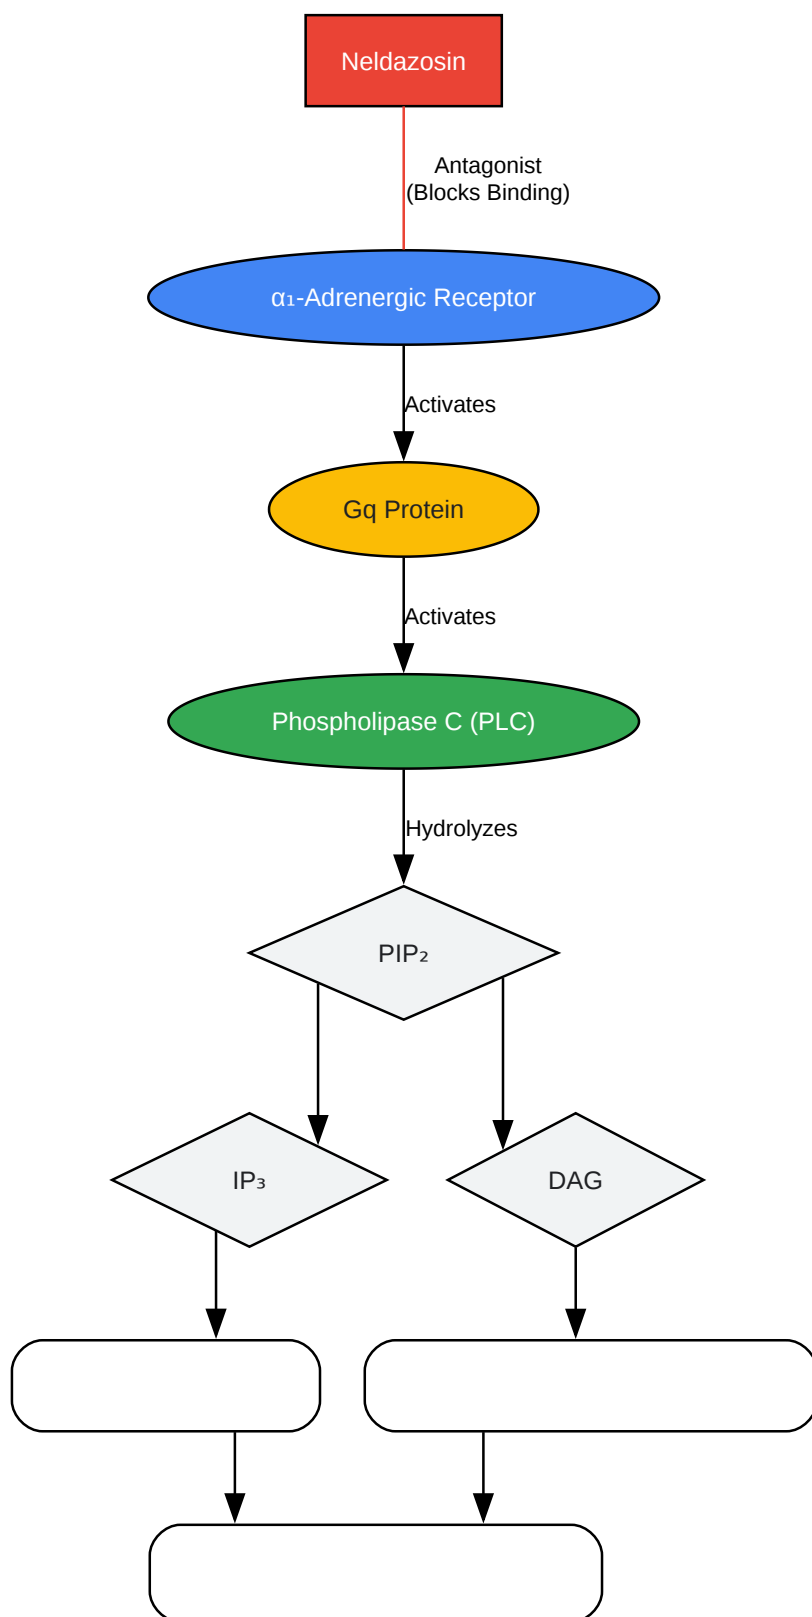 Neldazosin
Antagonist
(Blocks Binding)
α₁-Adrenergic Receptor
Activates
Gq Protein
Activates
Phospholipase C (PLC)
Hydrolyzes
PIP₂
IP₃
DAG